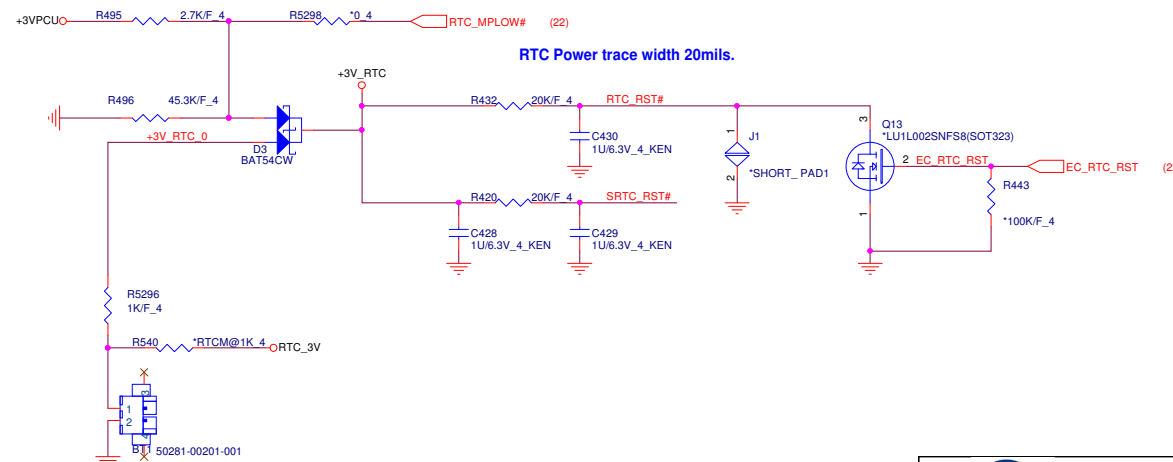 +3VPCU
R495
2.7K/F_4
R5298
*0_4
RTC_MPLOW#
(22)
RTC Power trace width 20mils.
+3V_RTC
R496
45.3K/F_4
+3V_RTC_0
D3
BAT54CW
R432
20K/F_4
RTC_RST#
C430
1U/6.3V_4_KEN
J1
1
2
*SHORT_ PAD1
Q13
*LU1L002SNFS8(SOT323)
3
2
1
EC_RTC_RST
EC_RTC_RST
R443
*100K/F_4
R420
20K/F_4
SRTC_RST#
C428
1U/6.3V_4_KEN
C429
1U/6.3V_4_KEN
R5296
1K/F_4
R540
*RTCM@1K_4
RTC_3V
3
1
2
4
BT1
50281-00201-001